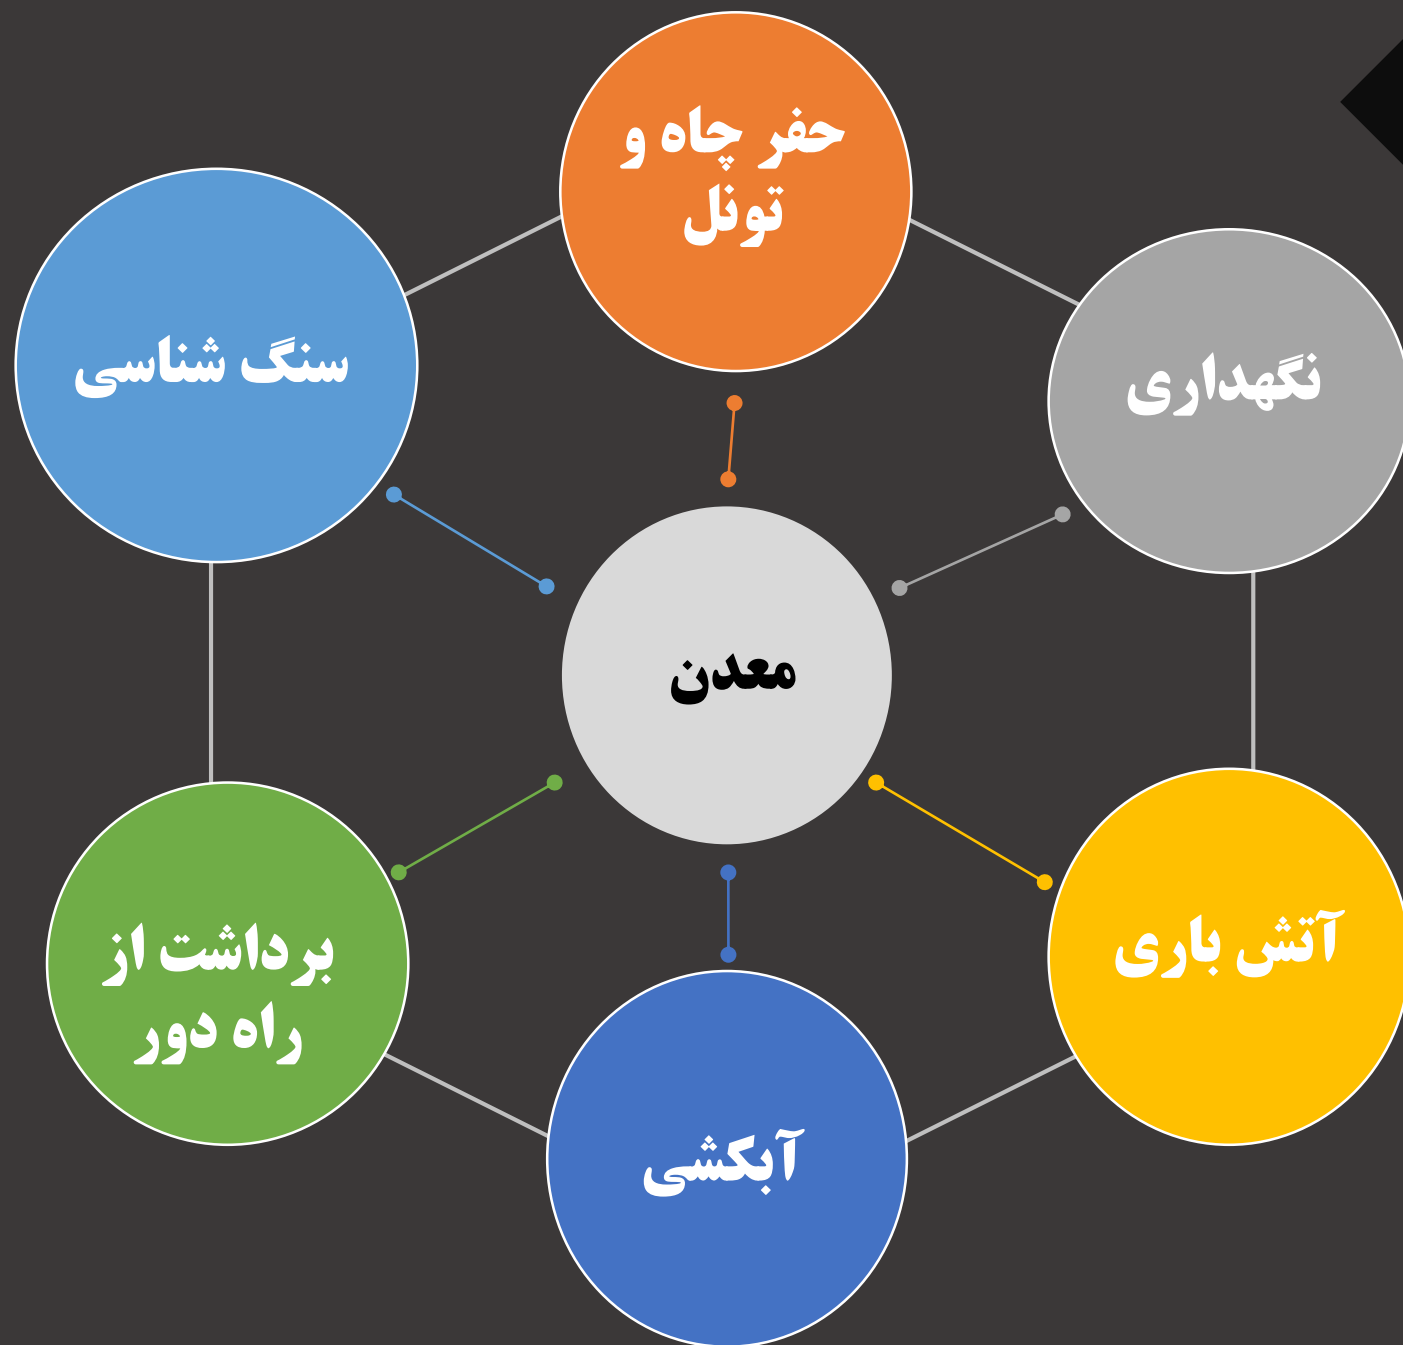 حفر چاه و
تونل
سنگ شناسی
نگهداری
معدن
برداشت از
راه دور
آتش باری
آبکشی